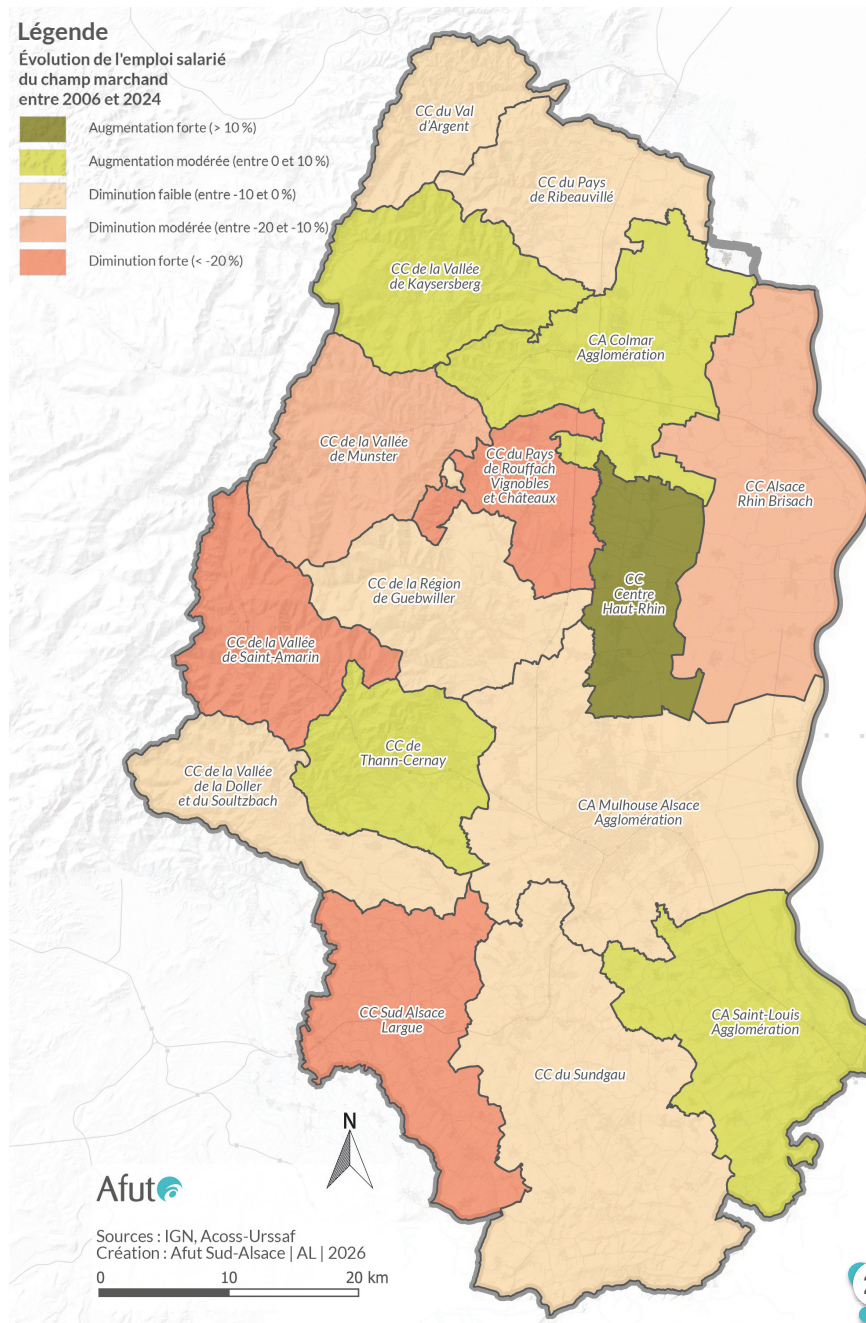 Légende
Évolution de l'emploi salarié
du champ marchand
entre 2006 et 2024
Augmentation forte (> 10 %)
Augmentation modérée (entre 0 et 10 %)
Diminution faible (entre -10 et 0 %)
Diminution modérée (entre -20 et -10 %)
Diminution forte (< -20 %)
CC du Val
d'Argent
CC du Pays
de Ribeauvillé
CC de la Vallée
de Kaysersberg
CA Colmar
Agglomération
CC de la Vallée
de Munster
CC du Pays
de Rouffach
Vignobles
et Châteaux
CC Alsace
Rhin Brisach
CC de la Région
de Guebwiller
CC
Centre
Haut-Rhin
CC de la Vallée
de Saint-Amarin
CC de
Thann-Cernay
CC de la Vallée
de la Doller
et du Soultzbach
CA Mulhouse Alsace
Agglomération
CC Sud Alsace
Largue
CA Saint-Louis
Agglomération
CC du Sundgau
N
Afut
Sources : IGN, Acoss-Urssaf
Création : Afut Sud-Alsace | AL | 2026
0 10 20 km